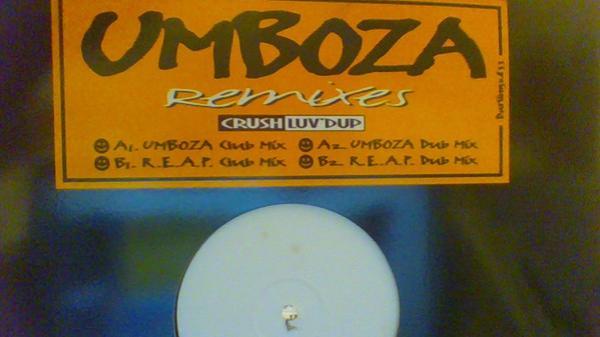 UMBOZA
Remixes
CRUSH LUV'DUP
A1. UMBOZA Club Mix A2. UMBOZA Dub Mix
B1. R.E.A.P. Club Mix B2. R.E.A.P. Dub Mix